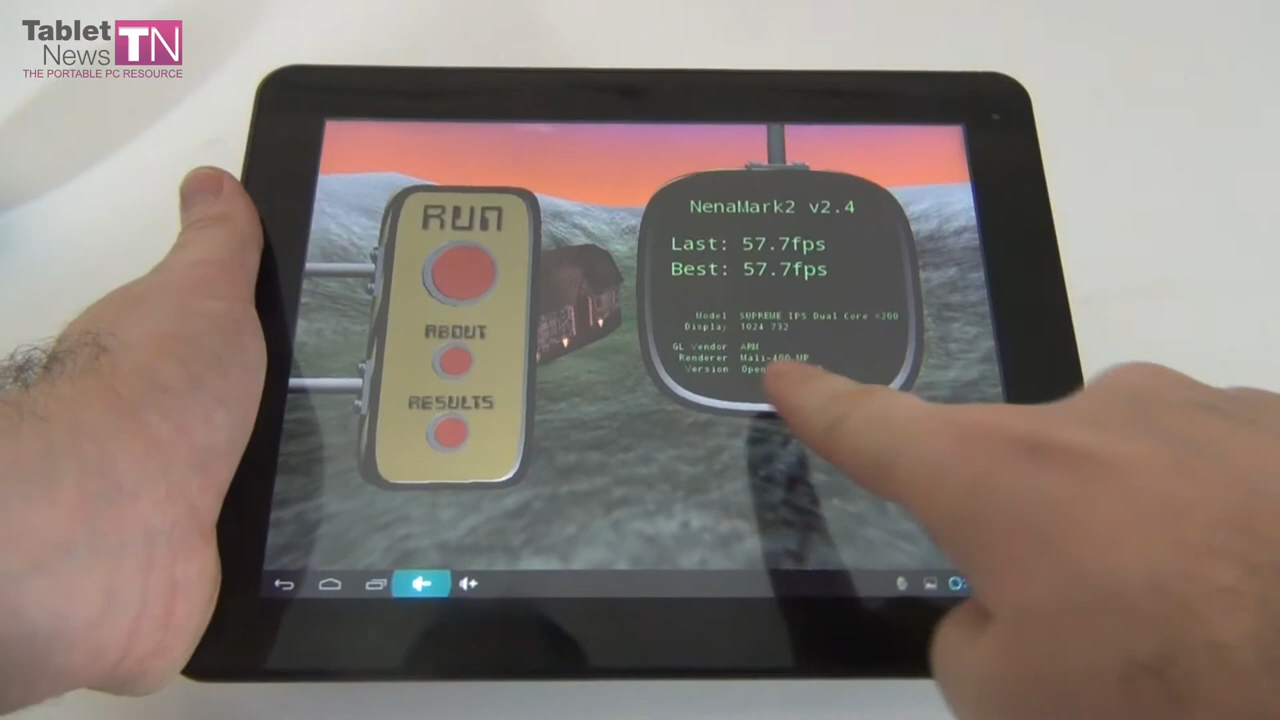 Tablet
News TN
THE PORTABLE PC RESOURCE
RUN
ABOUT
RESULTS
NenaMark2 v2.4
Last: 57.7fps
Best: 57.7fps
Model SUPREME IPS Dual Core
Display 1024 732
GL Vendor ARM
Renderer Mali-400 MP
Version